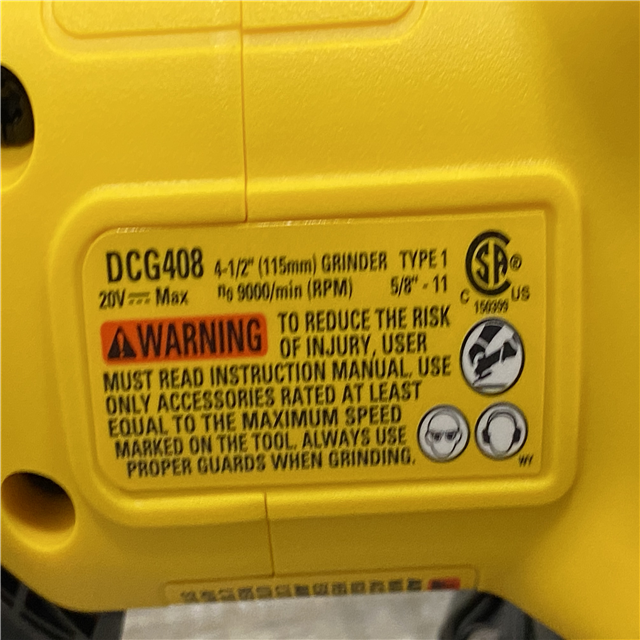 DCG408 4-1/2" (115mm) GRINDER TYPE 1
20V⎓ Max n₀ 9000/min (RPM) 5/8" - 11
SA®
C US
150399
WARNING TO REDUCE THE RISK
OF INJURY, USER
MUST READ INSTRUCTION MANUAL. USE
ONLY ACCESSORIES RATED AT LEAST
EQUAL TO THE MAXIMUM SPEED
MARKED ON THE TOOL. ALWAYS USE
PROPER GUARDS WHEN GRINDING.
WY